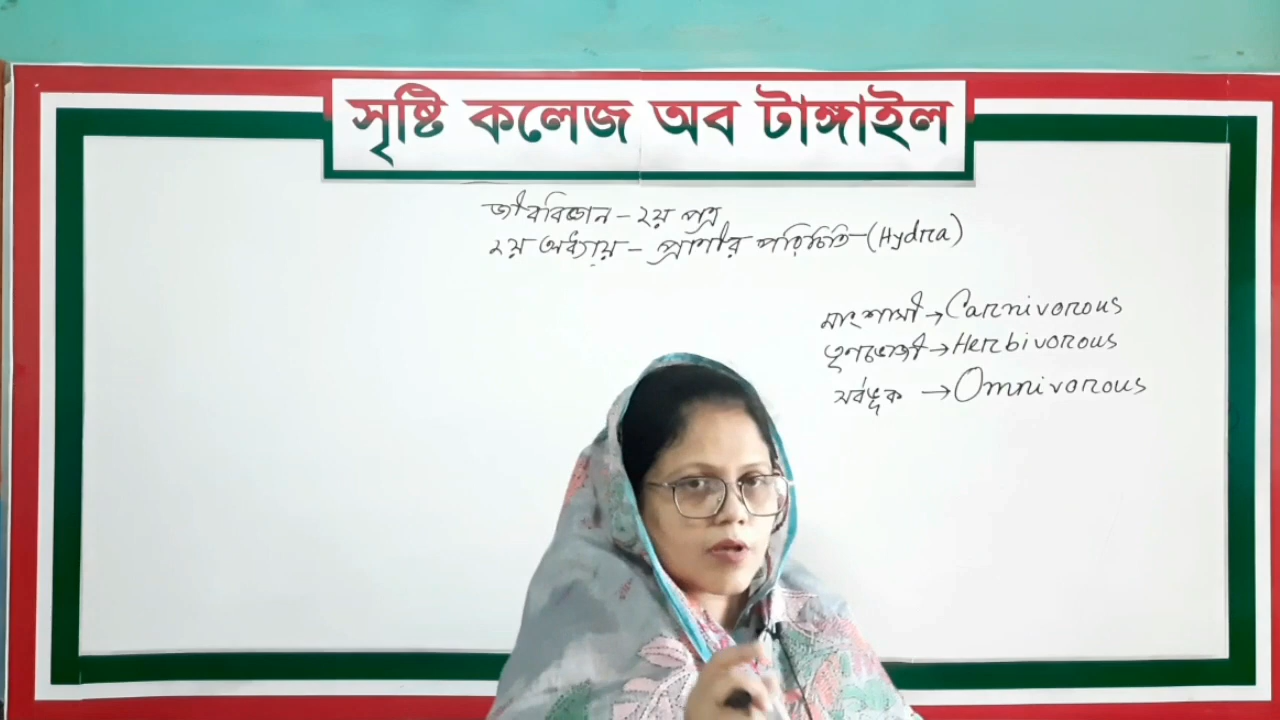 সৃষ্টি কলেজ অব টাঙ্গাইল
জীববিজ্ঞান – ২য় পত্র
২য় অধ্যায় – প্রাণীর পরিচিতি – (Hydra)
মাংশাসী → Carnivorous
তৃণভোজী → Herbivorous
সর্বভূক → Omnivorous